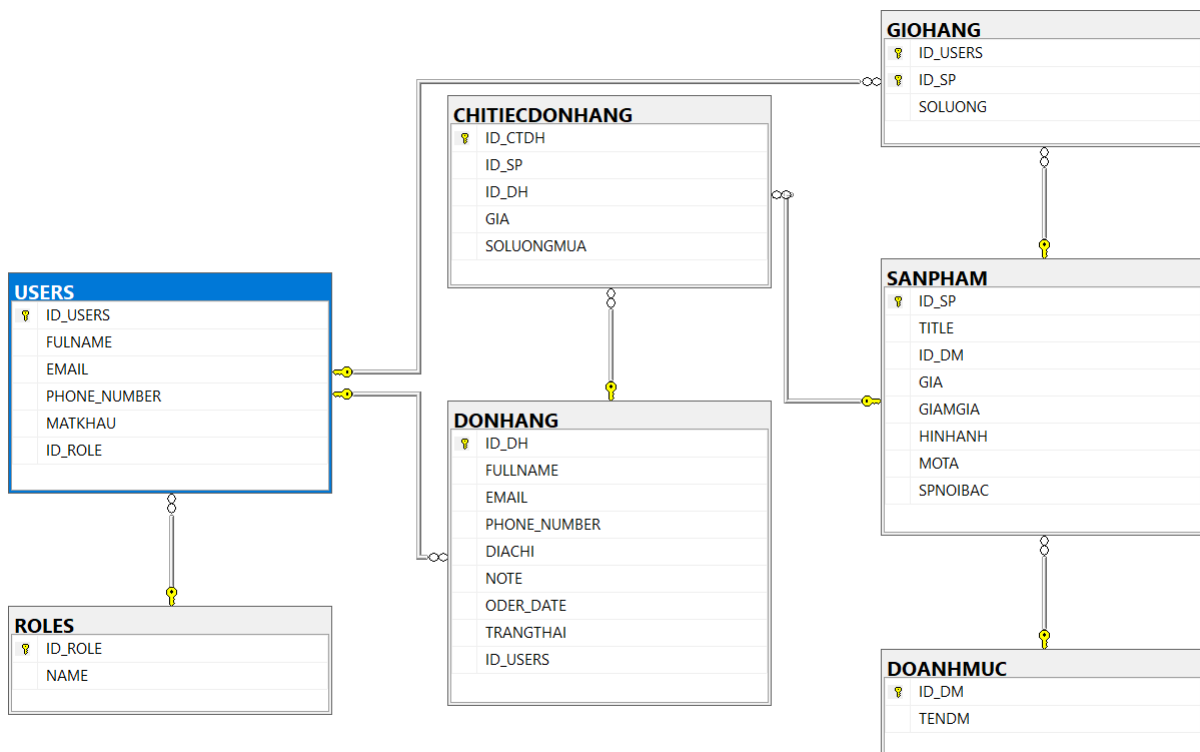 GIOHANG
ID_USERS
ID_SP
SOLUONG
CHITIECDONHANG
ID_CTDH
ID_SP
ID_DH
GIA
SOLUONGMUA
USERS
ID_USERS
FULNAME
EMAIL
PHONE_NUMBER
MATKHAU
ID_ROLE
SANPHAM
ID_SP
TITLE
ID_DM
GIA
GIAMGIA
HINHANH
MOTA
SPNOIBAC
DONHANG
ID_DH
FULLNAME
EMAIL
PHONE_NUMBER
DIACHI
NOTE
ODER_DATE
TRANGTHAI
ID_USERS
ROLES
ID_ROLE
NAME
DOANHMUC
ID_DM
TENDM